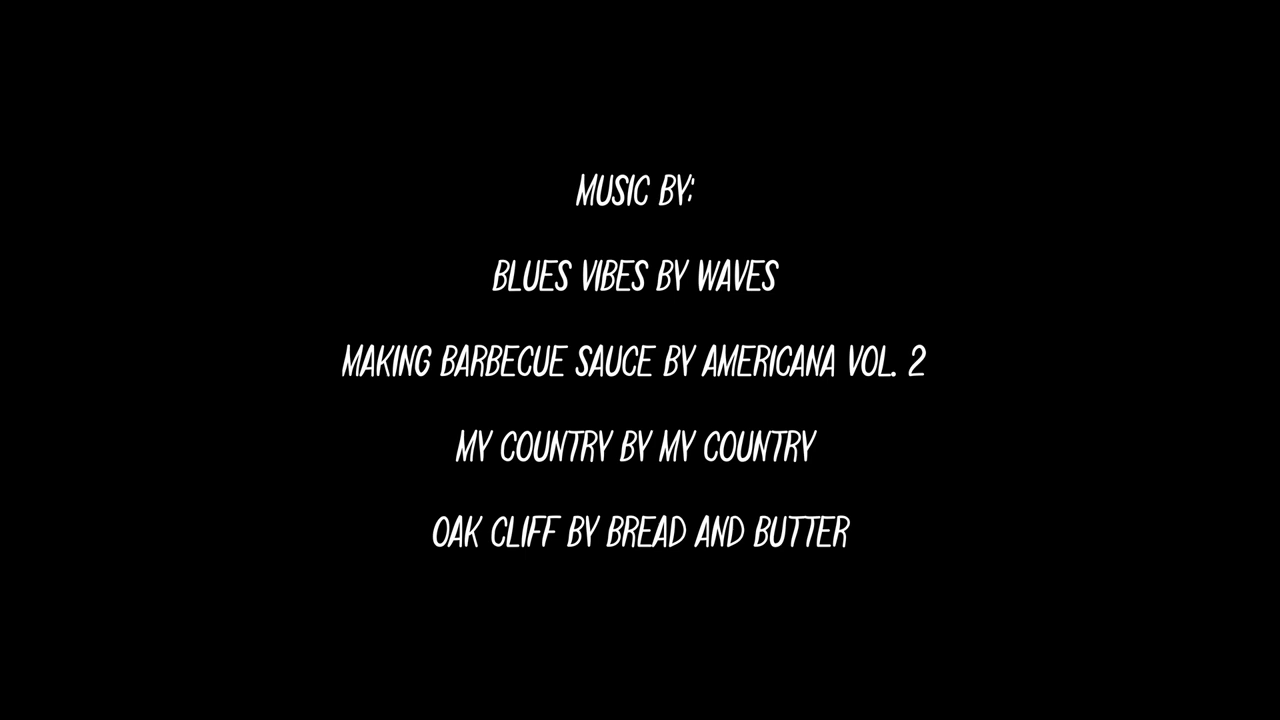 MUSIC BY:
BLUES VIBES BY WAVES
MAKING BARBECUE SAUCE BY AMERICANA VOL. 2
MY COUNTRY BY MY COUNTRY
OAK CLIFF BY BREAD AND BUTTER